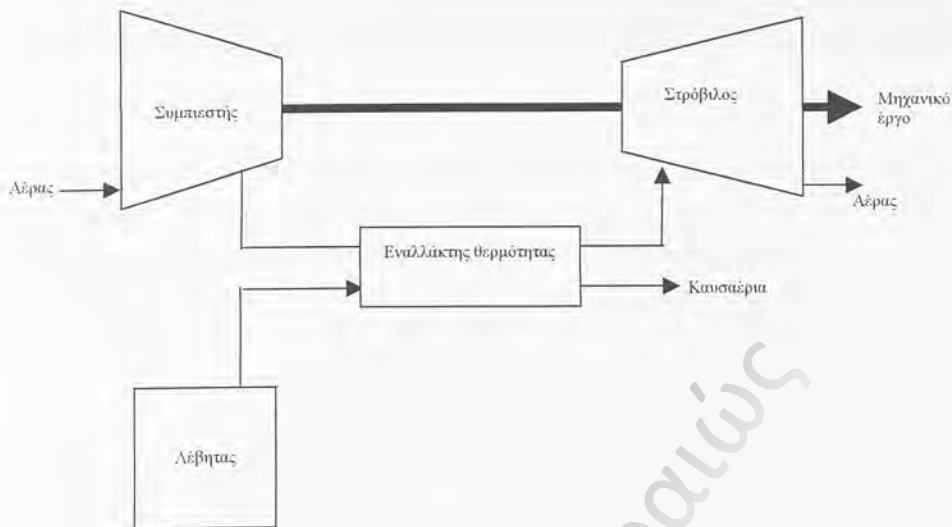 Συμπιεστής
Στρόβιλος
Μηχανικό
έργο
Αέρας
Αέρας
Εναλλάκτης θερμότητας
Καυσαέρια
Λέβητας